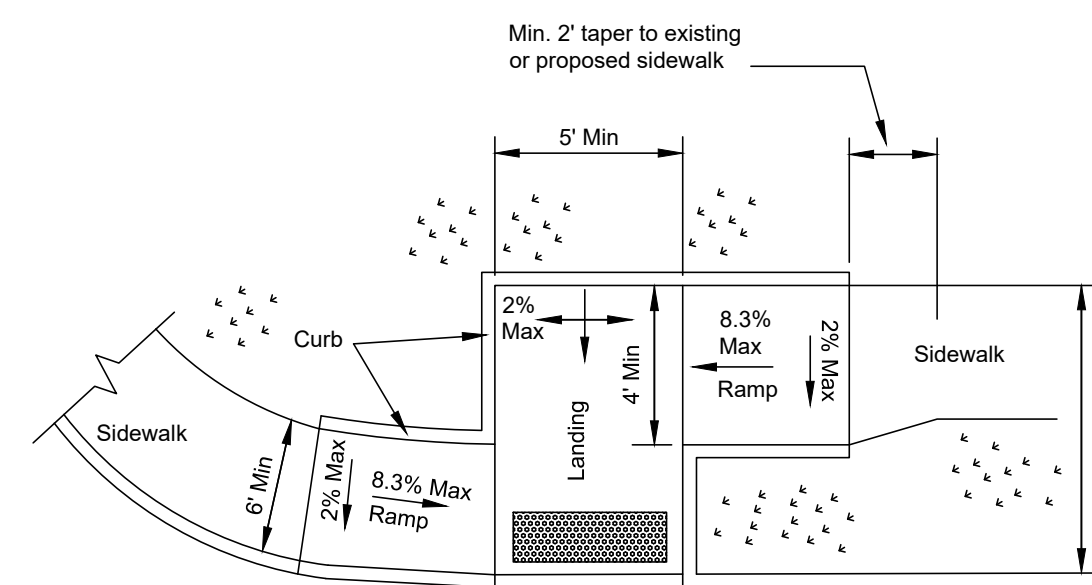 Min. 2' taper to existing
or proposed sidewalk
5' Min
2%
Max
8.3%
Max
Ramp
2% Max
4' Min
Sidewalk
Curb
Landing
Sidewalk
6' Min
2% Max
8.3% Max
Ramp